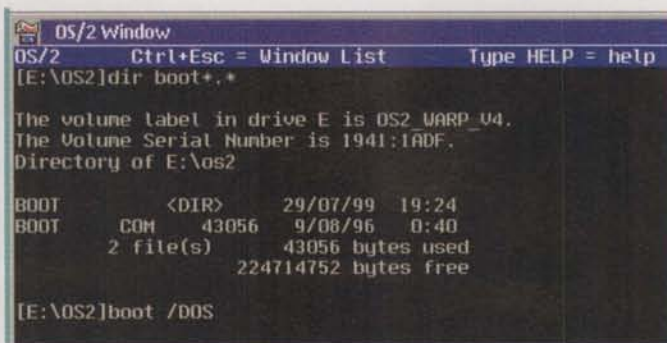 OS/2 Window
OS/2 Ctrl+Esc = Window List Type HELP = help
[E:\OS2]dir boot*.*
The volume label in drive E is OS2_WARP_V4.
The Volume Serial Number is 1941:1ADF.
Directory of E:\os2
BOOT <DIR> 29/07/99 19:24
BOOT COM 43056 9/08/96 0:40
2 file(s) 43056 bytes used
224714752 bytes free
[E:\OS2]boot /DOS